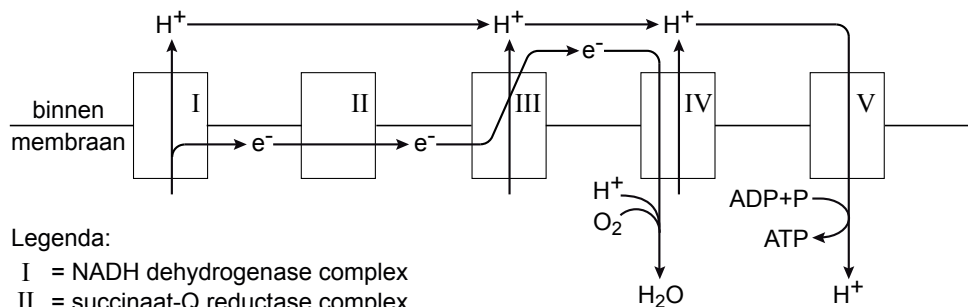 H⁺ H⁺ H⁺
e⁻
I II III IV V
binnen
membraan
e⁻ e⁻
H⁺
O₂
ADP+P
ATP
H₂O H⁺
Legenda:
I = NADH dehydrogenase complex
II = succinaat-Q reductase complex